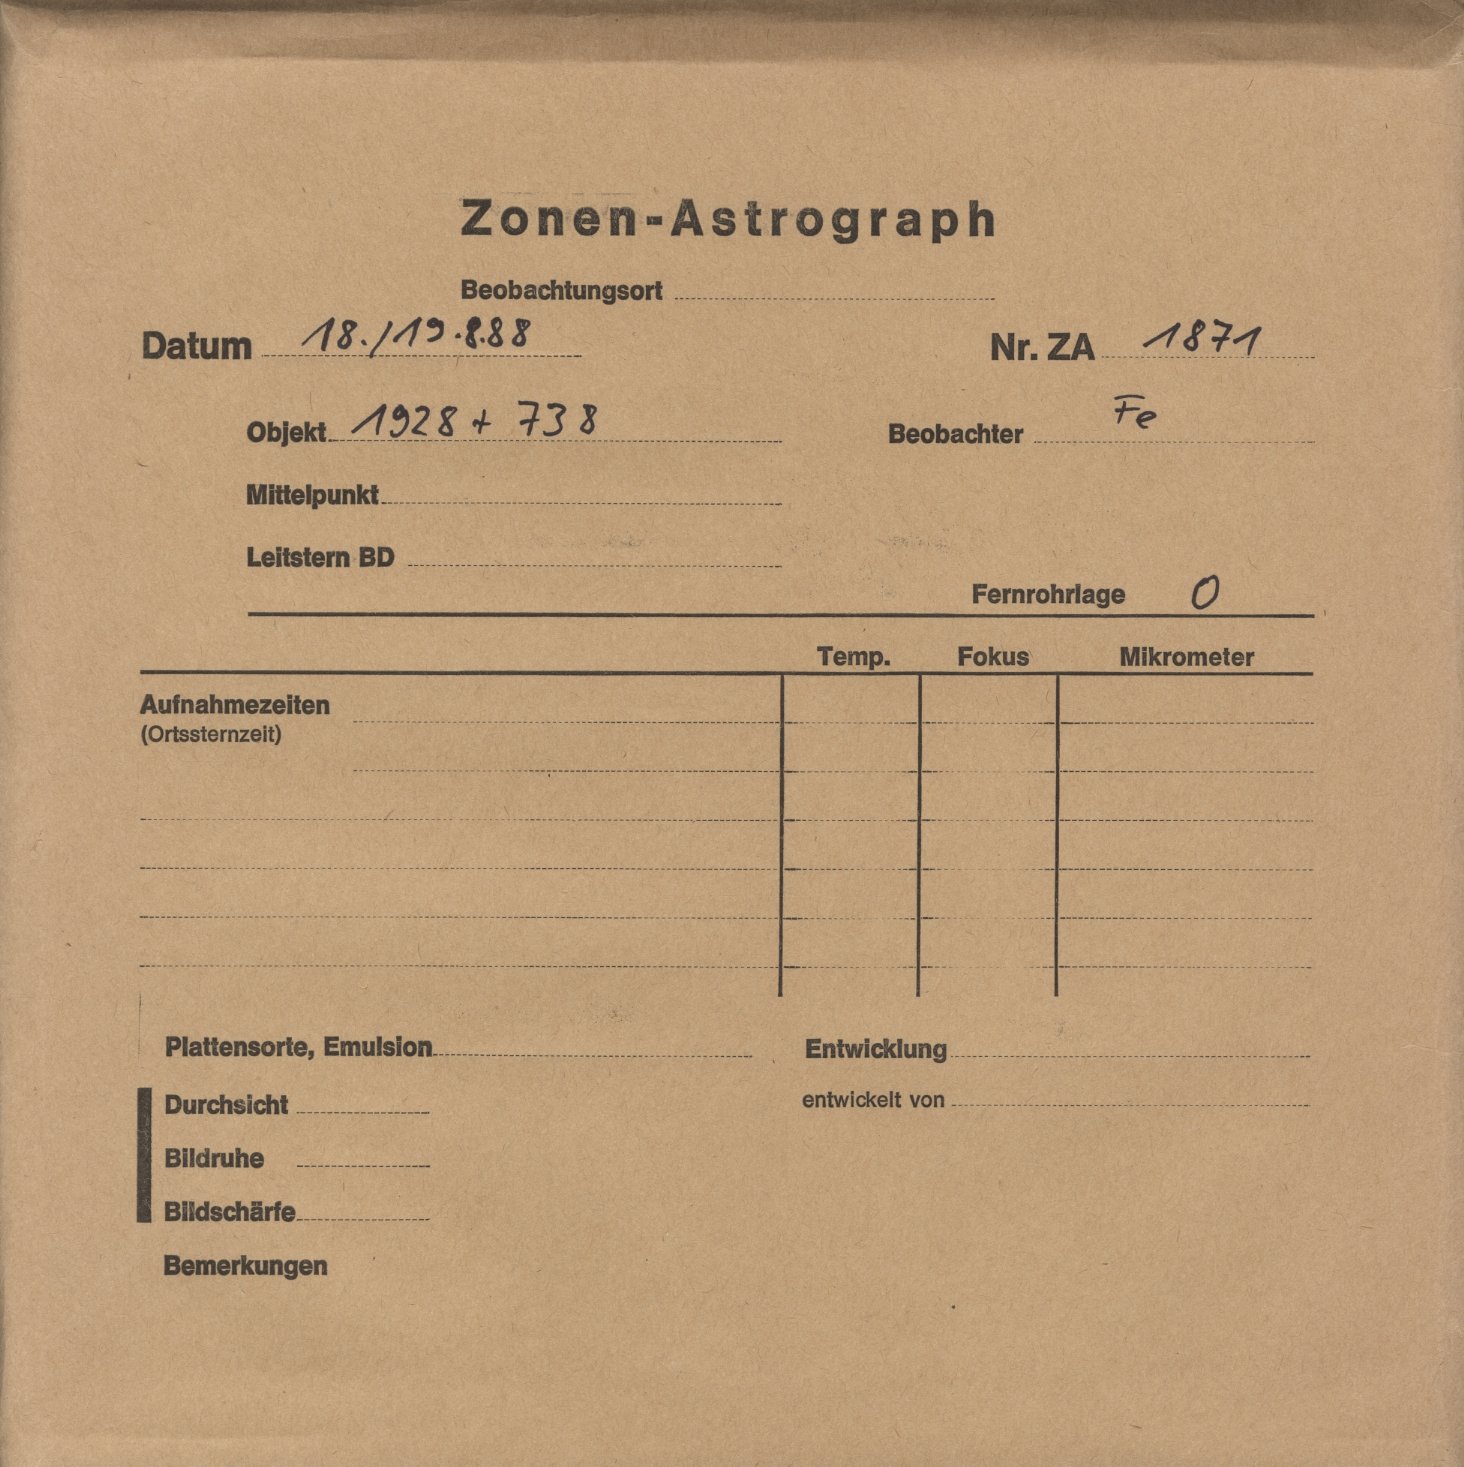 Zonen-Astrograph
Beobachtungsort
Datum 18./19.8.88 Nr. ZA 1871
Objekt 1928 + 738 Beobachter Fe
Mittelpunkt
Leitstern BD
Fernrohrlage O
Temp. Fokus Mikrometer
Aufnahmezeiten
(Ortssternzeit)
Plattensorte, Emulsion Entwicklung
Durchsicht entwickelt von
Bildruhe
Bildschärfe
Bemerkungen